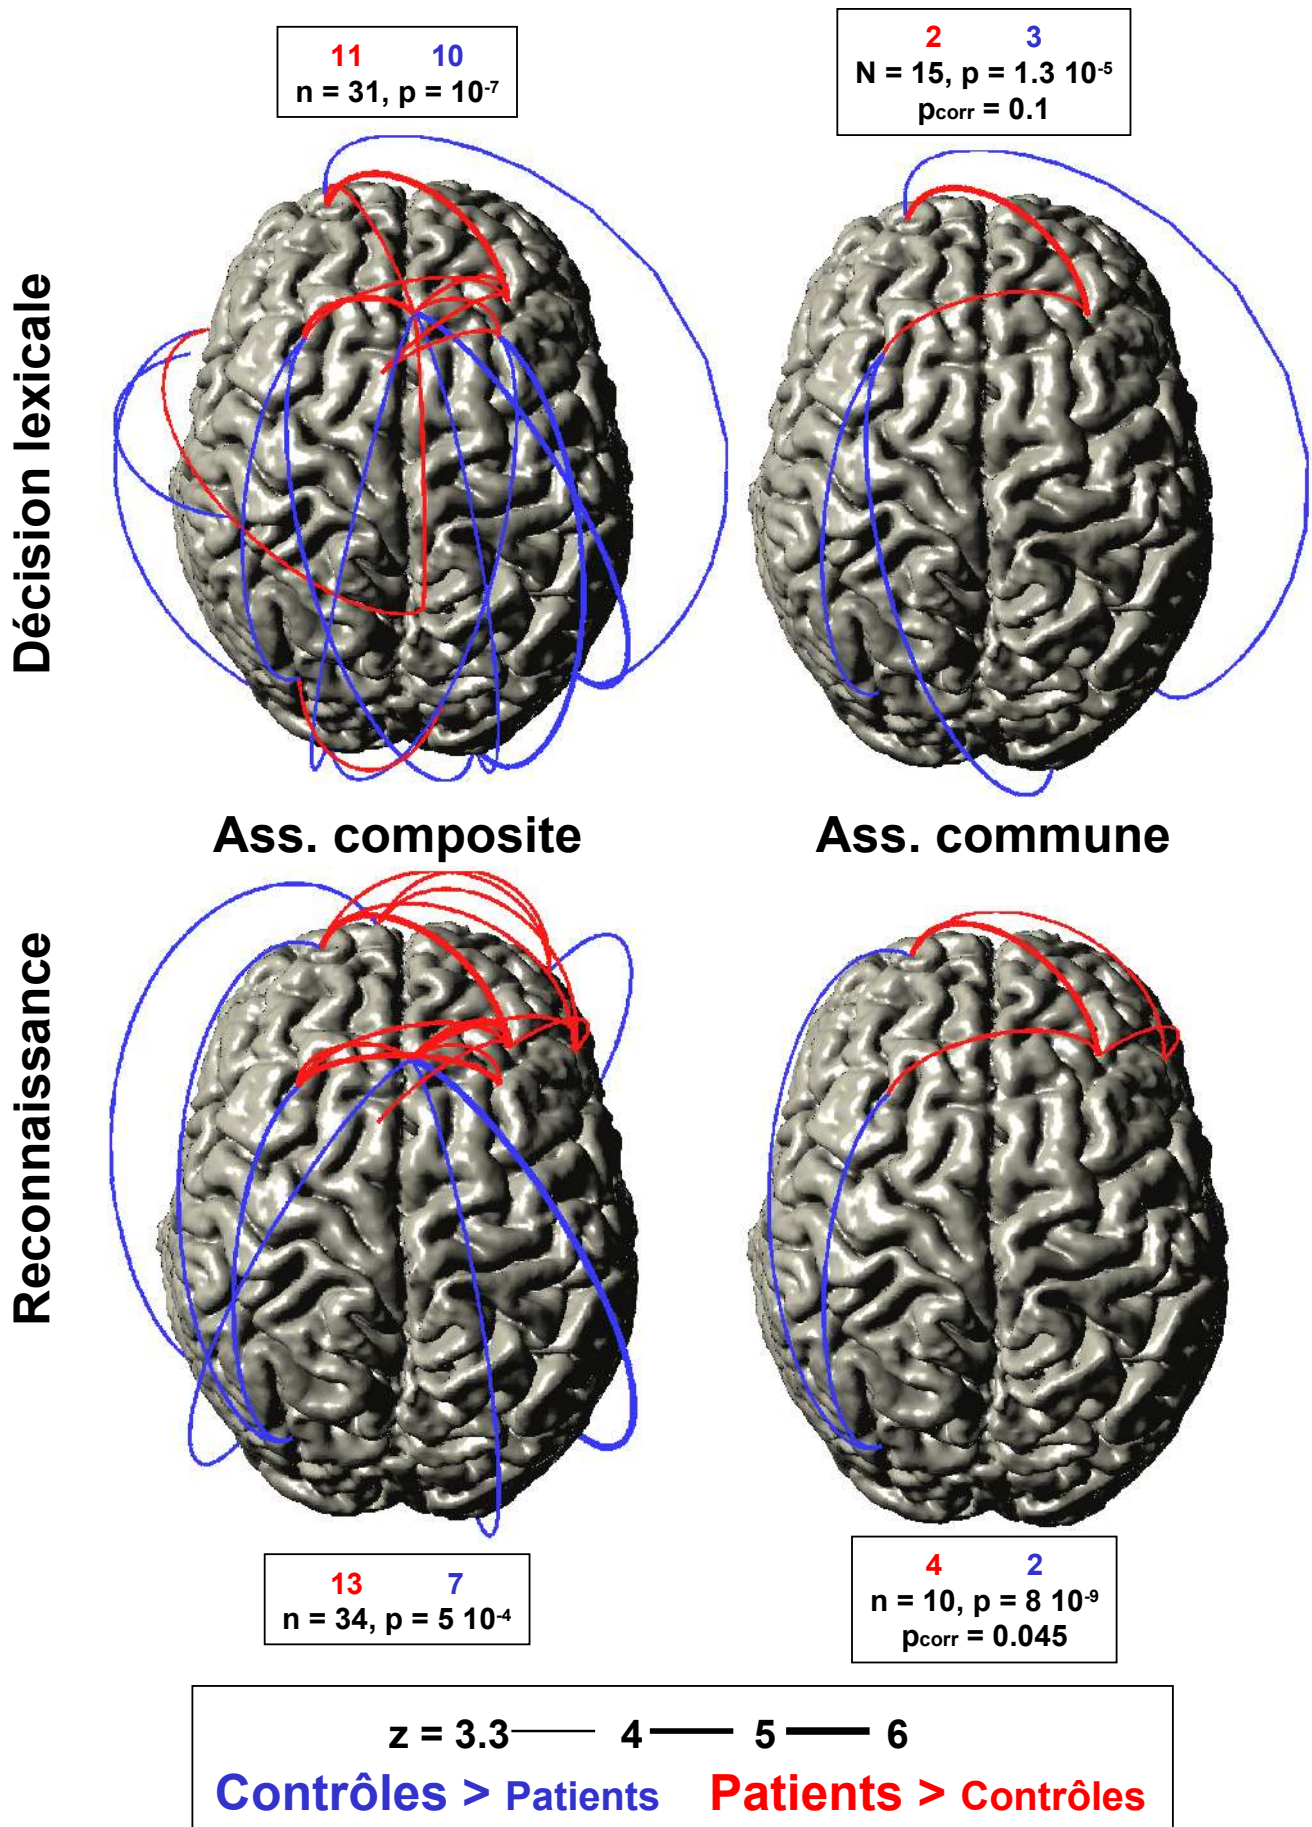 11 10
n = 31, p = 10⁻⁷
2 3
N = 15, p = 1.3 10⁻⁵
pcorr = 0.1
Décision lexicale
Ass. composite
Ass. commune
Reconnaissance
13 7
n = 34, p = 5 10⁻⁴
4 2
n = 10, p = 8 10⁻⁹
pcorr = 0.045
z = 3.3 4 5 6
Contrôles > Patients Patients > Contrôles